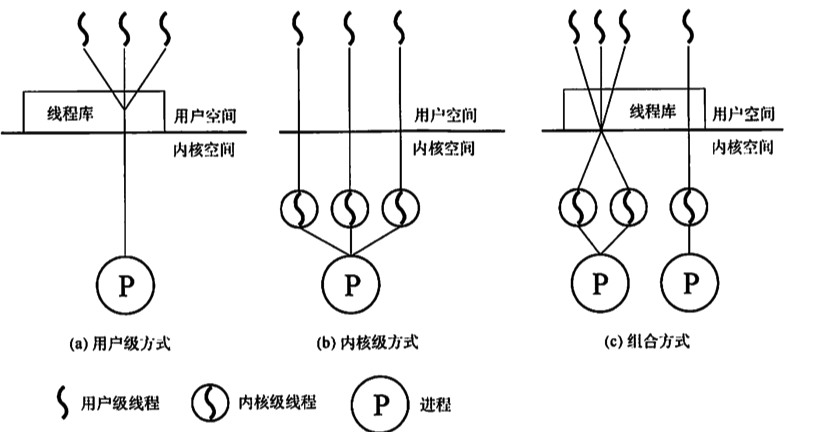 线程库
用户空间
内核空间
P
(a) 用户级方式
用户空间
内核空间
P
(b) 内核级方式
线程库
用户空间
内核空间
P
P
(c) 组合方式
用户级线程
内核级线程
P
进程